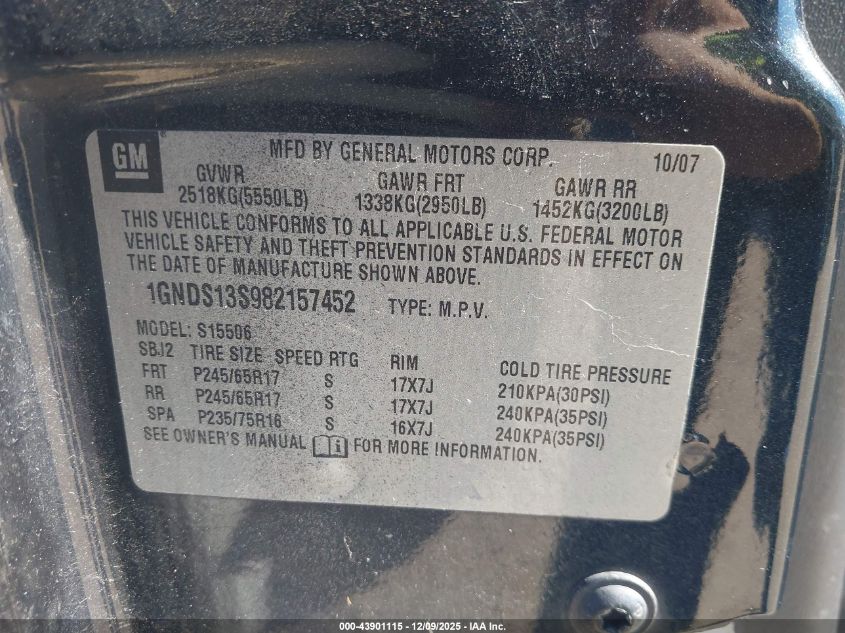 GM
MFD BY GENERAL MOTORS CORP. 10/07
GVWR GAWR FRT GAWR RR
2518KG(5550LB) 1338KG(2950LB) 1452KG(3200LB)
THIS VEHICLE CONFORMS TO ALL APPLICABLE U.S. FEDERAL MOTOR
VEHICLE SAFETY AND THEFT PREVENTION STANDARDS IN EFFECT ON
THE DATE OF MANUFACTURE SHOWN ABOVE.
1GNDS13S982157452 TYPE: M.P.V.
MODEL: S15506
SBJ2 TIRE SIZE SPEED RTG RIM COLD TIRE PRESSURE
FRT P245/65R17 S 17X7J 210KPA(30PSI)
RR P245/65R17 S 17X7J 240KPA(35PSI)
SPA P235/75R16 S 16X7J 240KPA(35PSI)
SEE OWNER'S MANUAL FOR MORE INFORMATION.
000-43901115 - 12/09/2025 - IAA Inc.